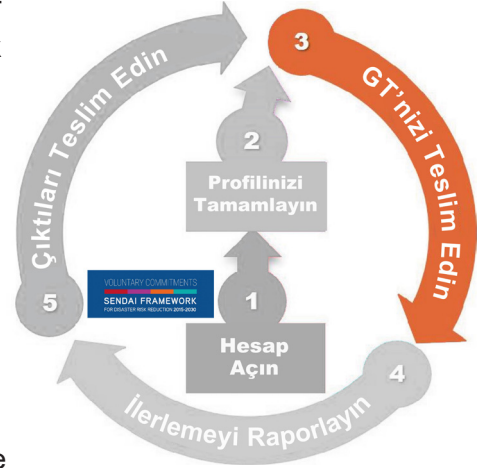 1
Hesap
Açın
2
Profilinizi
Tamamlayın
3
GT'nizi Teslim Edin
4
İlerlemeyi Raporlayın
5
Çıktıları Teslim Edin
VOLUNTARY COMMITMENTS
SENDAI FRAMEWORK
FOR DISASTER RISK REDUCTION 2015-2030
e